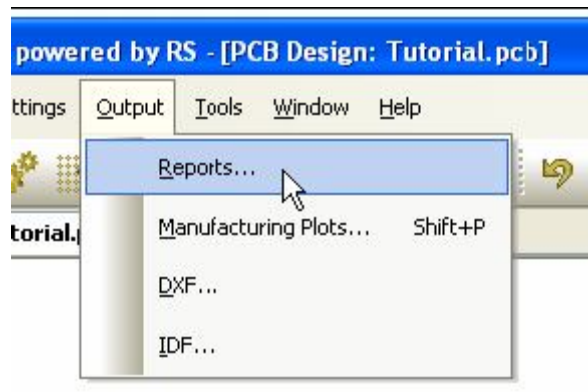 powered by RS - [PCB Design: Tutorial.pcb]
ttings Output Tools Window Help
Reports...
torial.
Manufacturing Plots... Shift+P
DXF...
IDF...